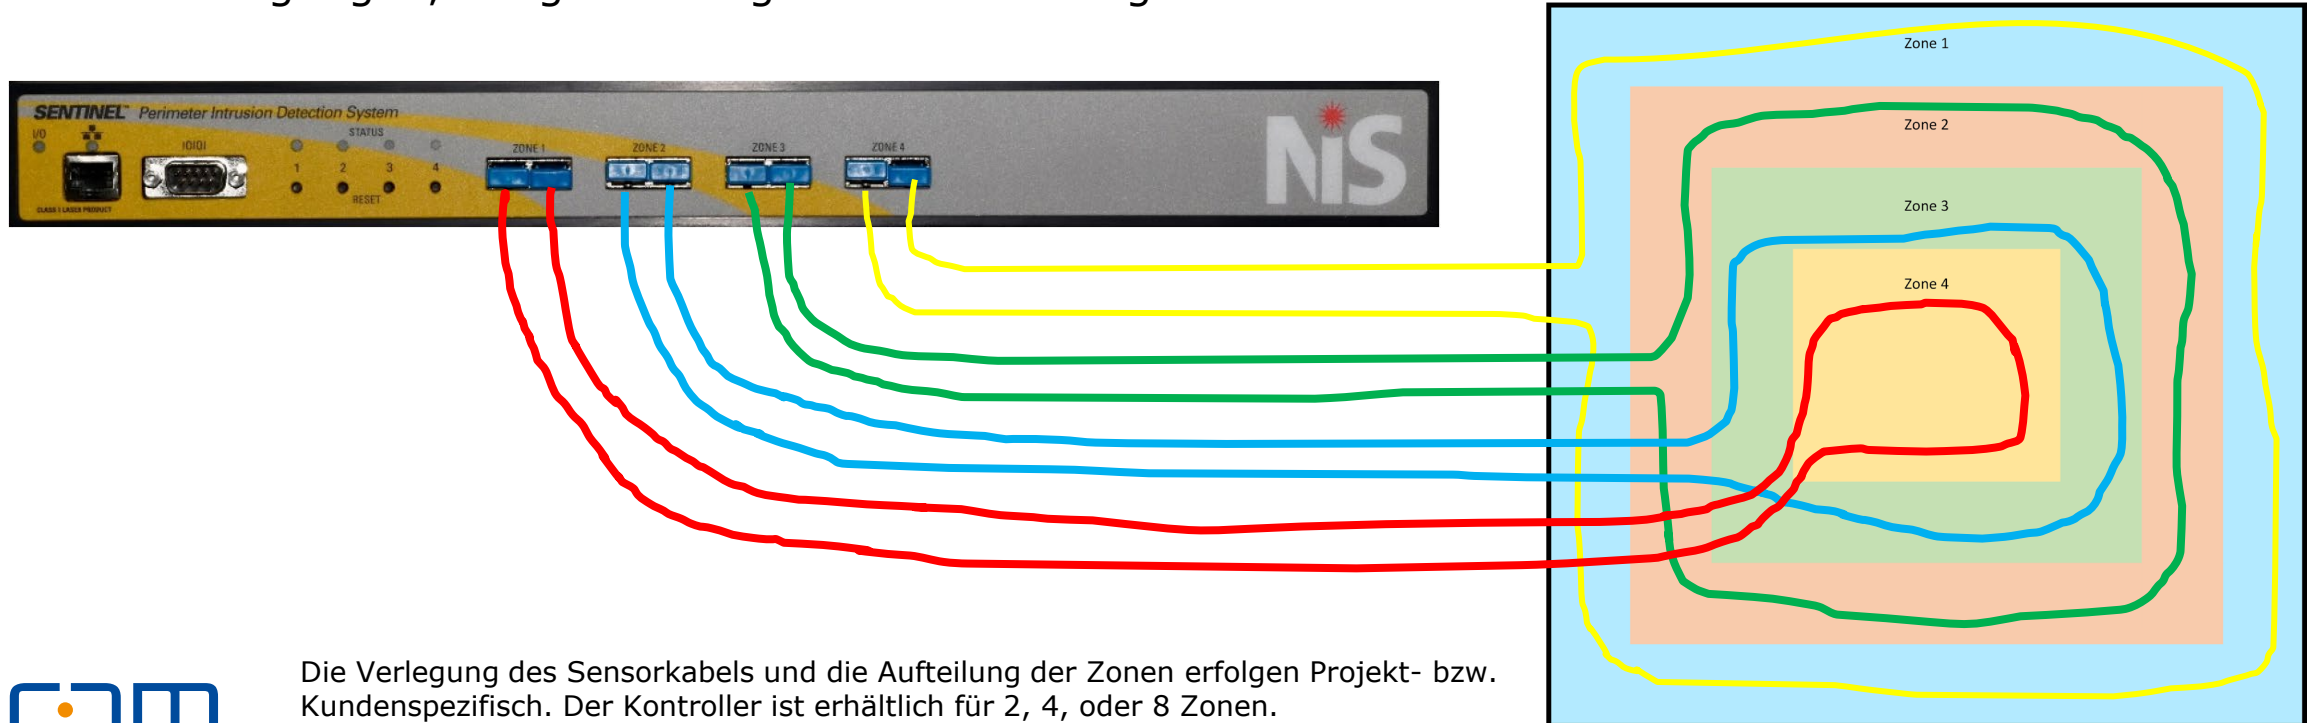 Zone 1
SENTINEL™ Perimeter Intrusion Detection System
I/O
STATUS
IOIOI
1 2 3 4
RESET
CLASS 1 LASER PRODUCT
ZONE 1 ZONE 2 ZONE 3 ZONE 4
NiS
Zone 2
Zone 3
Zone 4
Die Verlegung des Sensorkabels und die Aufteilung der Zonen erfolgen Projekt- bzw.
Kundenspezifisch. Der Kontroller ist erhältlich für 2, 4, oder 8 Zonen.